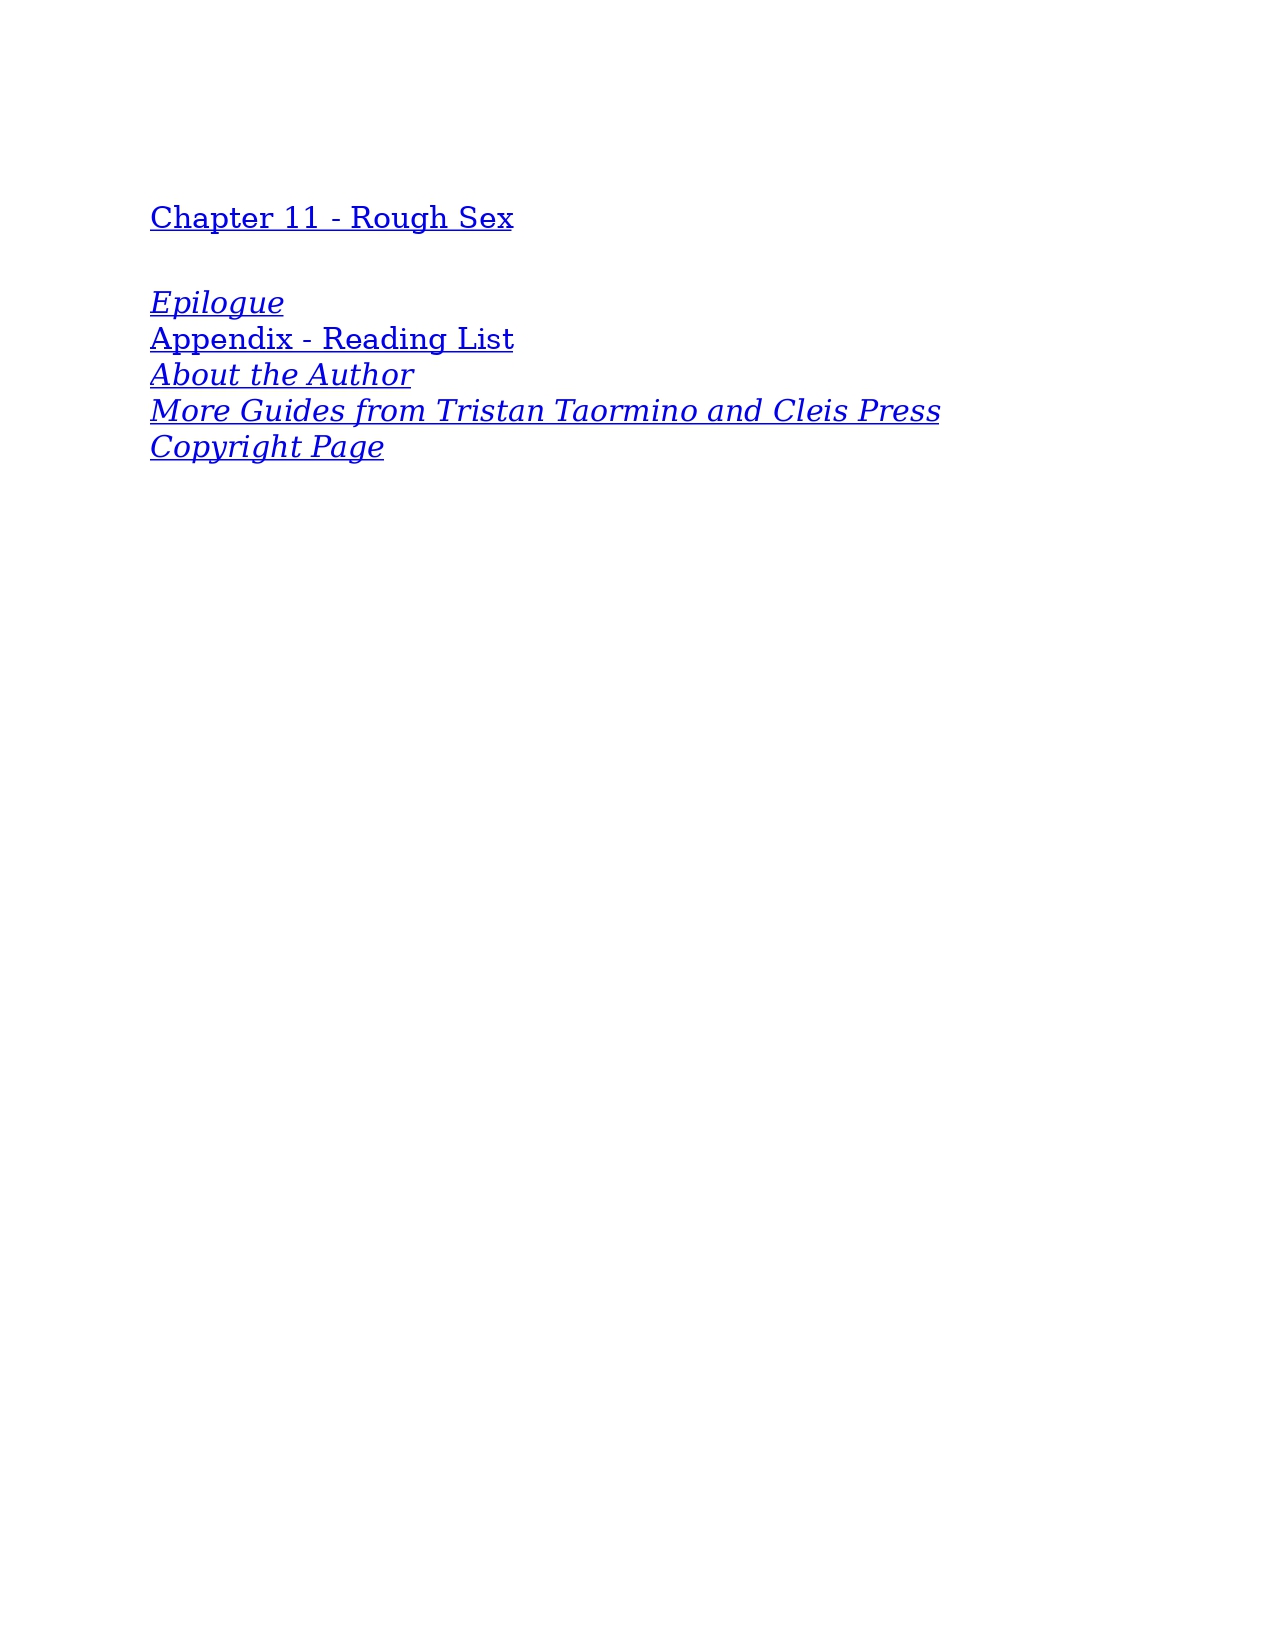 Chapter 11 - Rough Sex
Epilogue
Appendix - Reading List
About the Author
More Guides from Tristan Taormino and Cleis Press
Copyright Page